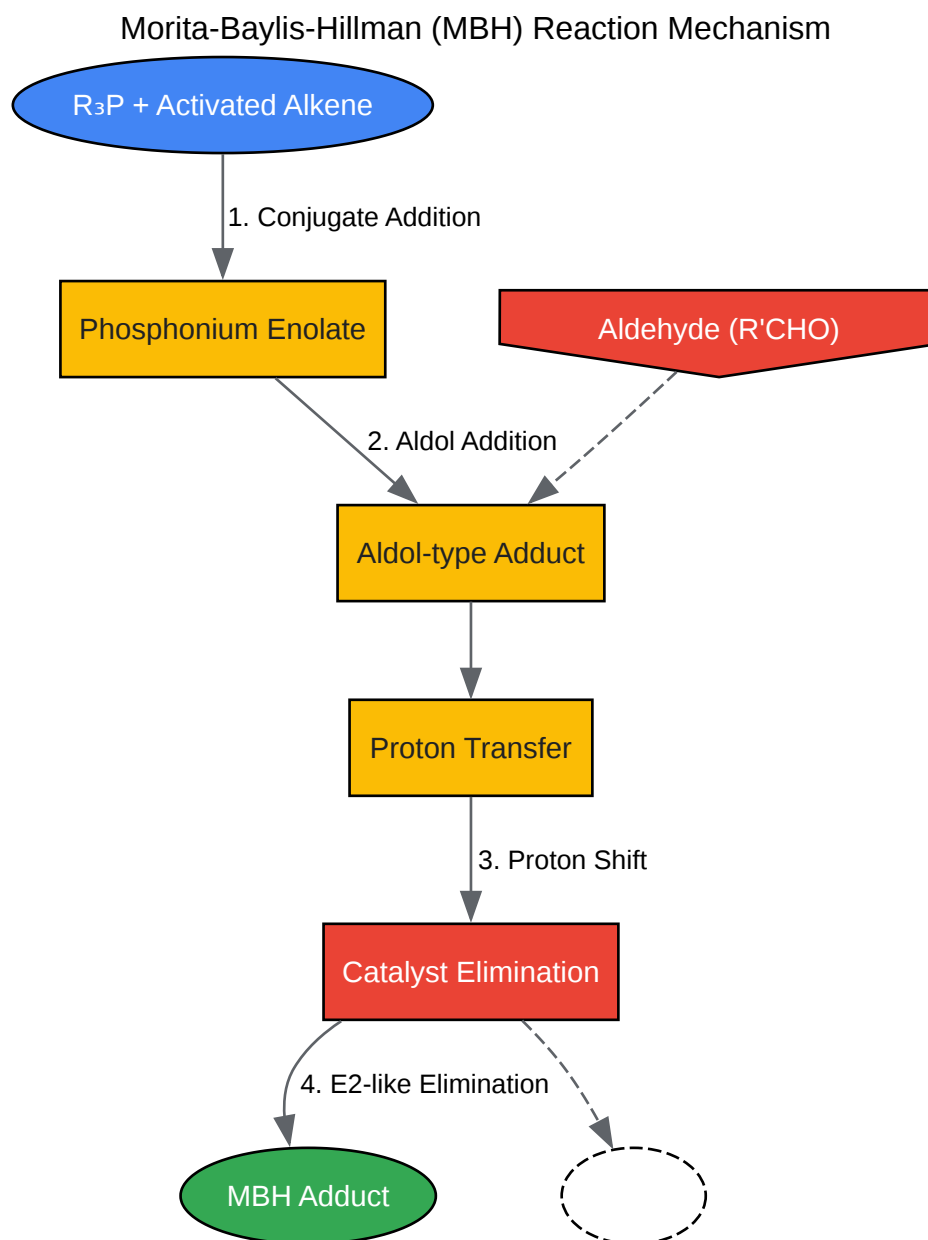 Morita-Baylis-Hillman (MBH) Reaction Mechanism
R₃P + Activated Alkene
1. Conjugate Addition
Phosphonium Enolate
Aldehyde (R'CHO)
2. Aldol Addition
Aldol-type Adduct
Proton Transfer
3. Proton Shift
Catalyst Elimination
4. E2-like Elimination
MBH Adduct